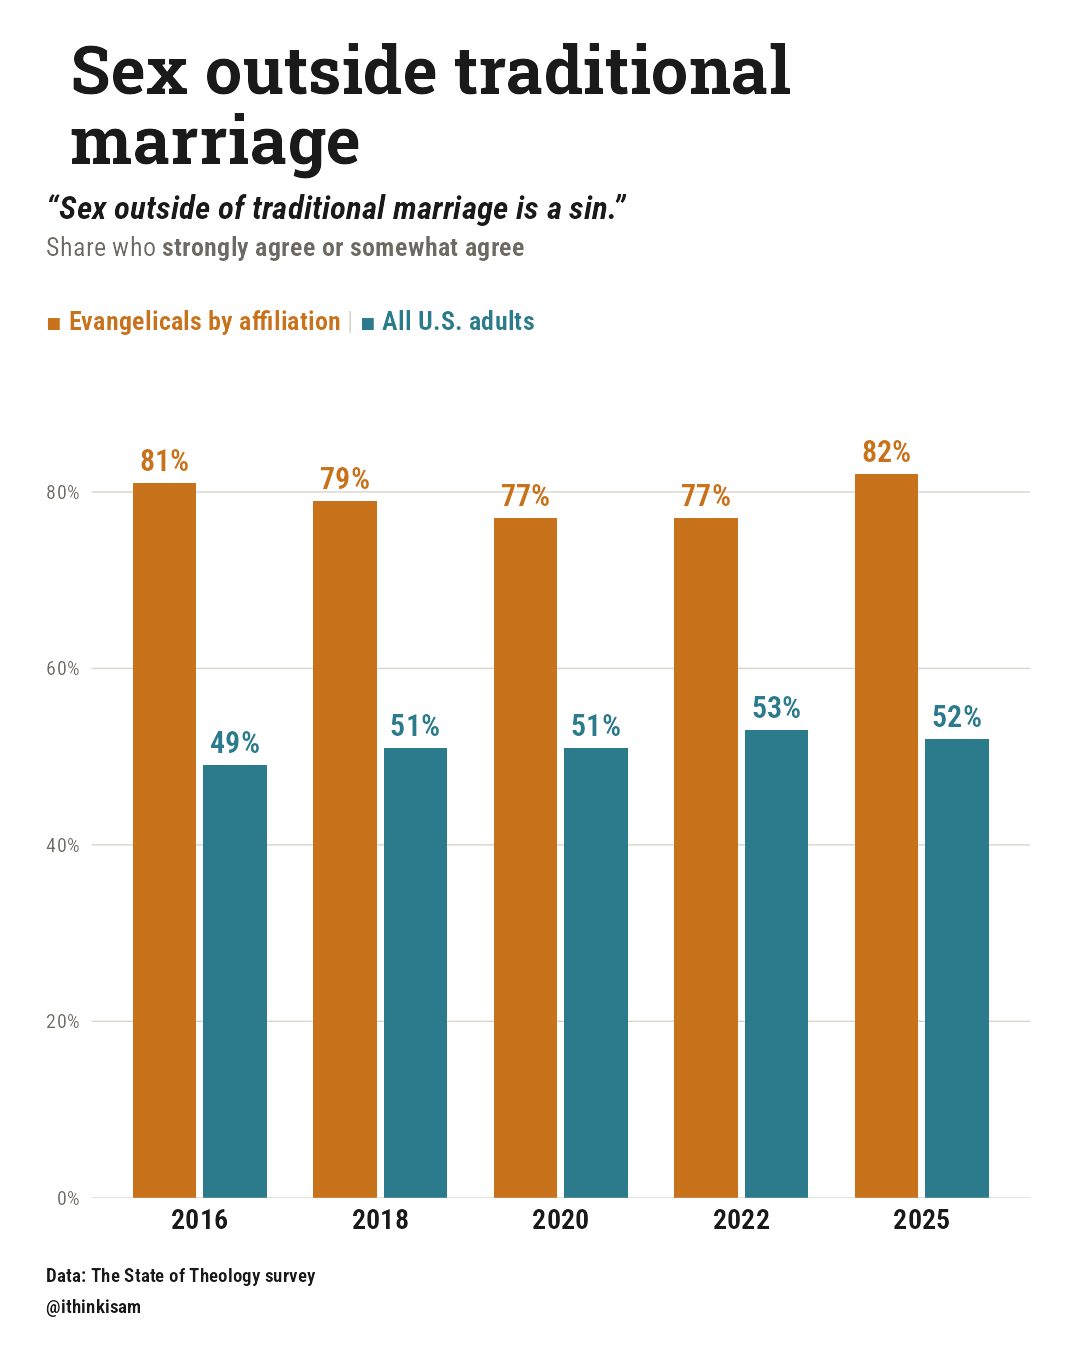 Sex outside traditional
marriage
“Sex outside of traditional marriage is a sin.”
Share who strongly agree or somewhat agree
Evangelicals by affiliation | All U.S. adults
81%
49%
79%
51%
77%
51%
77%
53%
82%
52%
80%
60%
40%
20%
0%
2016 2018 2020 2022 2025
Data: The State of Theology survey
@ithinkisam